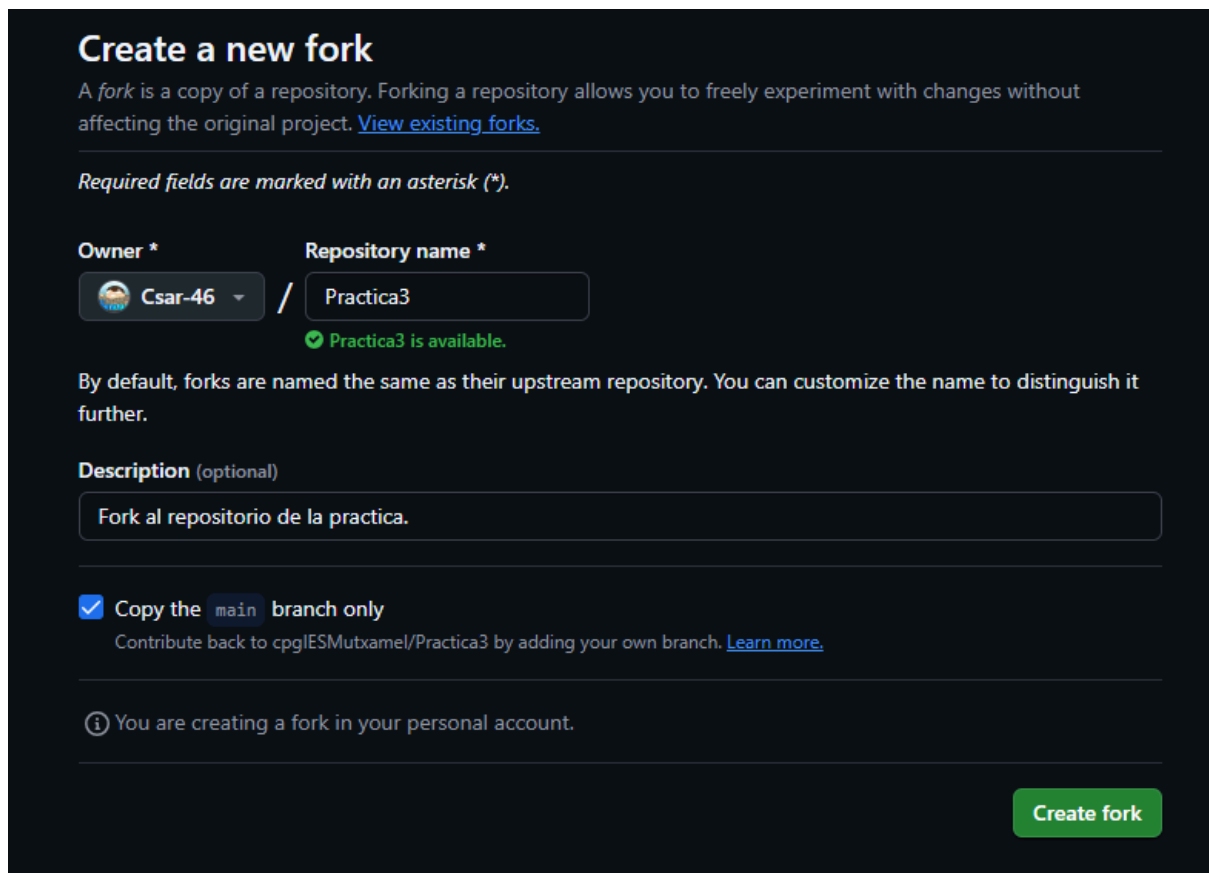 Create a new fork
A fork is a copy of a repository. Forking a repository allows you to freely experiment with changes without
affecting the original project. View existing forks.
Required fields are marked with an asterisk (*).
Owner *
Repository name *
Csar-46 / Practica3
Practica3 is available.
By default, forks are named the same as their upstream repository. You can customize the name to distinguish it
further.
Description (optional)
Fork al repositorio de la practica.
Copy the main branch only
Contribute back to cpgIESMutxamel/Practica3 by adding your own branch. Learn more.
You are creating a fork in your personal account.
Create fork